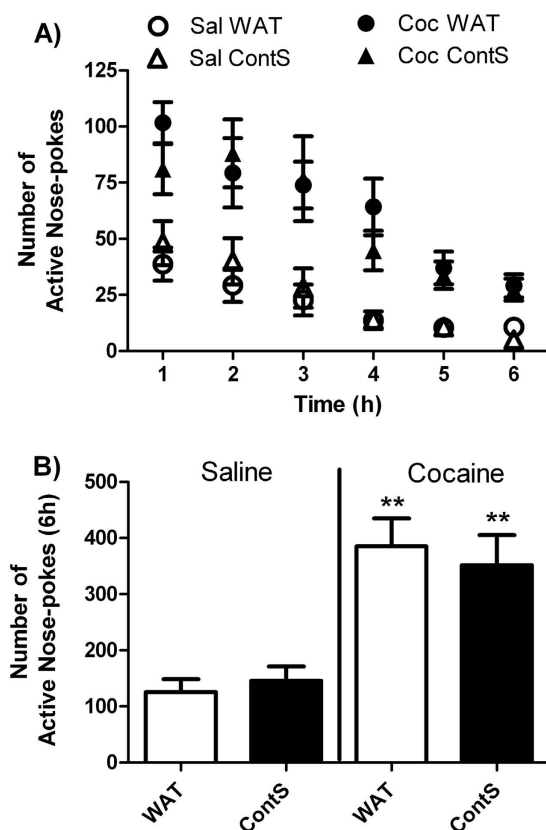 A)
Sal WAT
Coc WAT
Sal ContS
Coc ContS
Number of
Active Nose-pokes
125
100
75
50
25
0
1 2 3 4 5 6
Time (h)
B)
Saline Cocaine
Number of
Active Nose-pokes (6h)
500
400
300
200
100
0
** **
WAT ContS WAT ContS